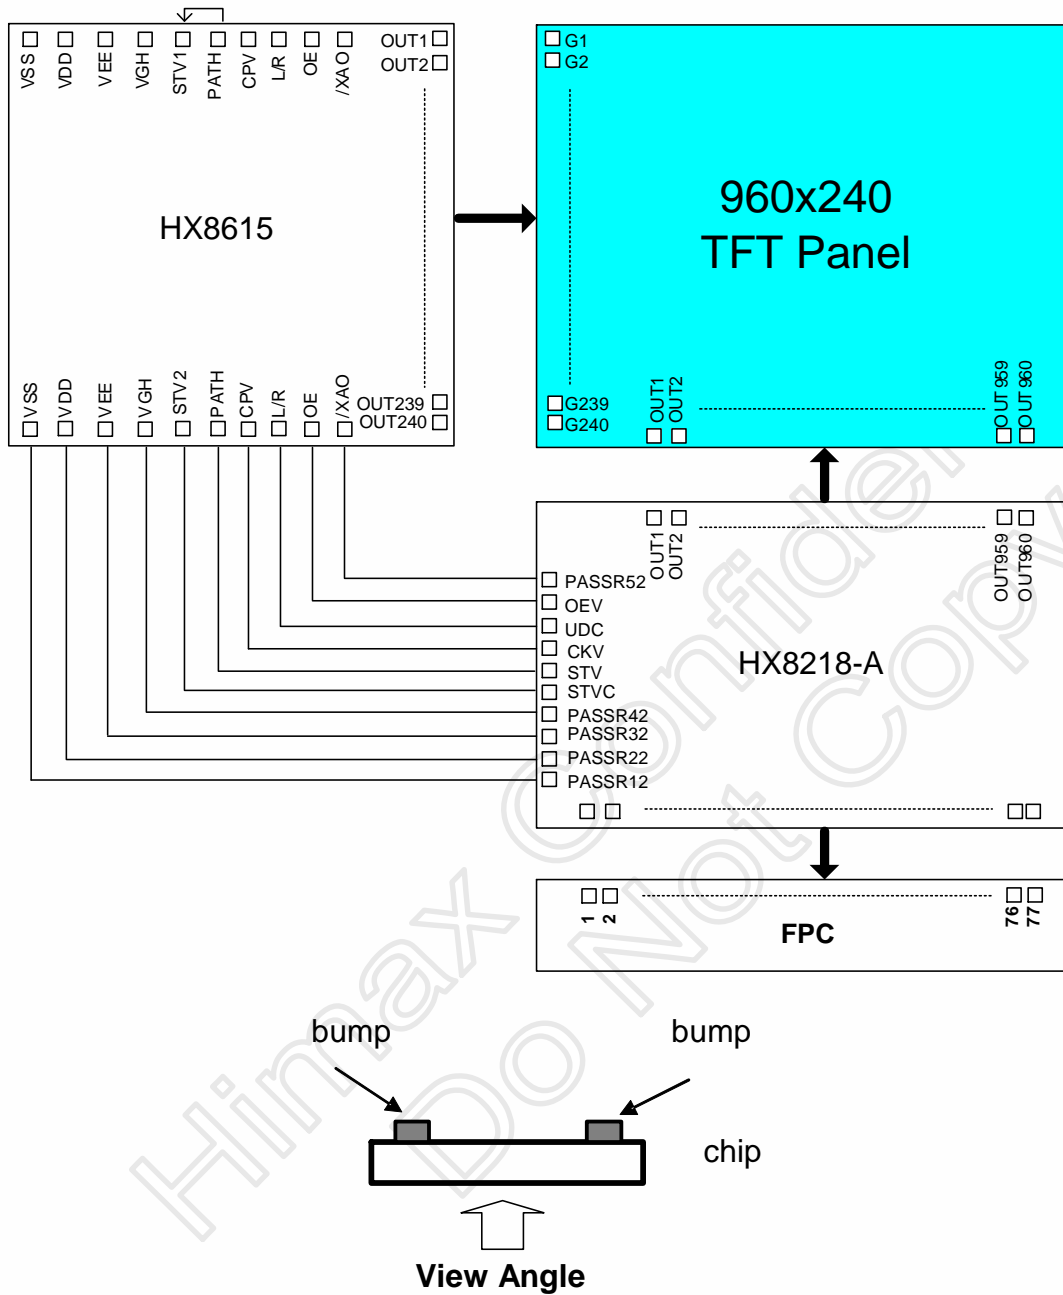 VSS
VDD
VEE
VGH
STV1
PATH
CPV
L/R
OE
/XAO
OUT1
OUT2
HX8615
OUT239
OUT240
VSS
VDD
VEE
VGH
STV2
PATH
CPV
L/R
OE
/XAO
G1
G2
960x240
TFT Panel
G239
G240
OUT1
OUT2
OUT959
OUT960
OUT1
OUT2
OUT959
OUT960
PASSR52
OEV
UDC
CKV
STV
STVC
PASSR42
PASSR32
PASSR22
PASSR12
HX8218-A
1
2
76
77
FPC
bump
bump
chip
View Angle
Himax Confiden
Do Not Copy